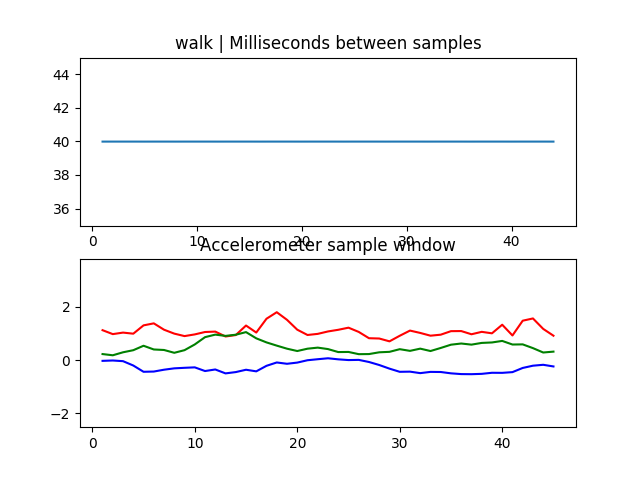 walk | Milliseconds between samples
44
42
40
38
36
0 10 20 30 40
Accelerometer sample window
2
0
−2
0 10 20 30 40